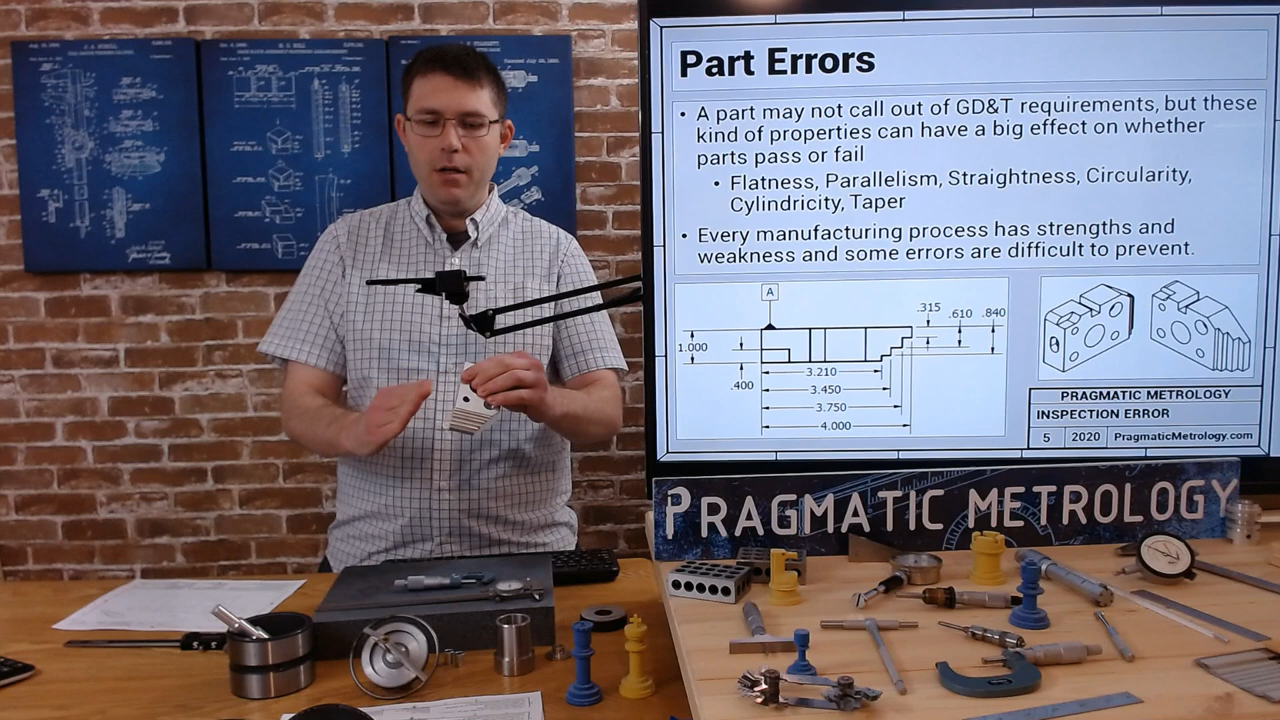 Part Errors
• A part may not call out of GD&T requirements, but these
kind of properties can have a big effect on whether
parts pass or fail
• Flatness, Parallelism, Straightness, Circularity,
Cylindricity, Taper
• Every manufacturing process has strengths and
weakness and some errors are difficult to prevent.
A
.315
.610
.840
1.000
.400
3.210
3.450
3.750
4.000
PRAGMATIC METROLOGY
INSPECTION ERROR
5 2020 PragmaticMetrology.com
PRAGMATIC METROLOGY